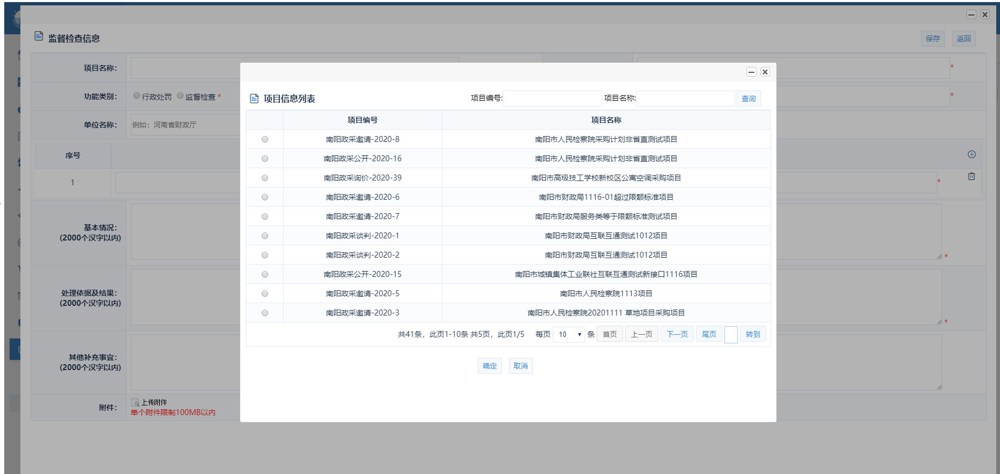 监督检查信息
保存 返回
项目名称：
*
功能类别： 行政处罚 监督检查 *
*
单位名称： 例如：河南省财政厅
序号
1
*
基本情况：
(2000个汉字以内)
*
处理依据及结果：
(2000个汉字以内)
*
其他补充事宜：
(2000个汉字以内)
附件： 上传附件
单个附件限制100MB以内
项目信息列表 项目编号: 项目名称: 查询
项目编号 项目名称
南阳政采邀请-2020-8 南阳市人民检察院采购计划非省直测试项目
南阳政采公开-2020-16 南阳市人民检察院采购计划非省直测试项目
南阳政采询价-2020-39 南阳市高级技工学校新校区公寓空调采购项目
南阳政采邀请-2020-6 南阳市财政局1116-01超过限额标准项目
南阳政采邀请-2020-7 南阳市财政局服务类等于限额标准测试项目
南阳政采谈判-2020-1 南阳市财政局互联互通测试1012项目
南阳政采谈判-2020-2 南阳市财政局互联互通测试1012项目
南阳政采公开-2020-15 南阳市城镇集体工业联社互联互通测试新接口1116项目
南阳政采邀请-2020-5 南阳市人民检察院1113项目
南阳政采邀请-2020-3 南阳市人民检察院20201111 草地项目采购项目
共41条，此页1-10条 共5页，此页1/5 每页 10 条 首页 上一页 下一页 尾页 转到
确定 取消